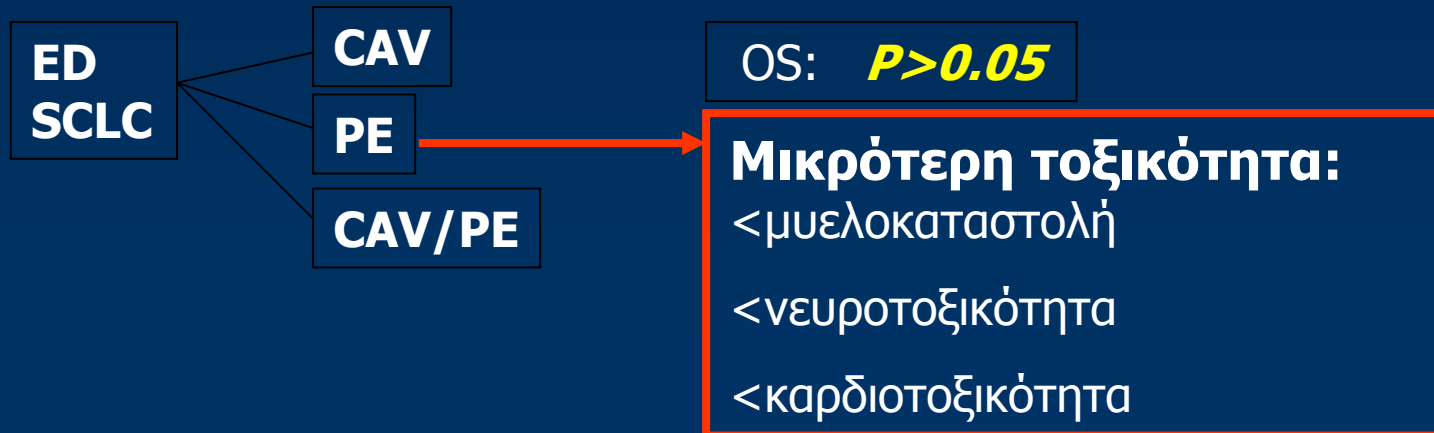 ED
SCLC
CAV
PE
CAV/PE
OS: P>0.05
Μικρότερη τοξικότητα:
<μυελοκαταστολή
<νευροτοξικότητα
<καρδιοτοξικότητα